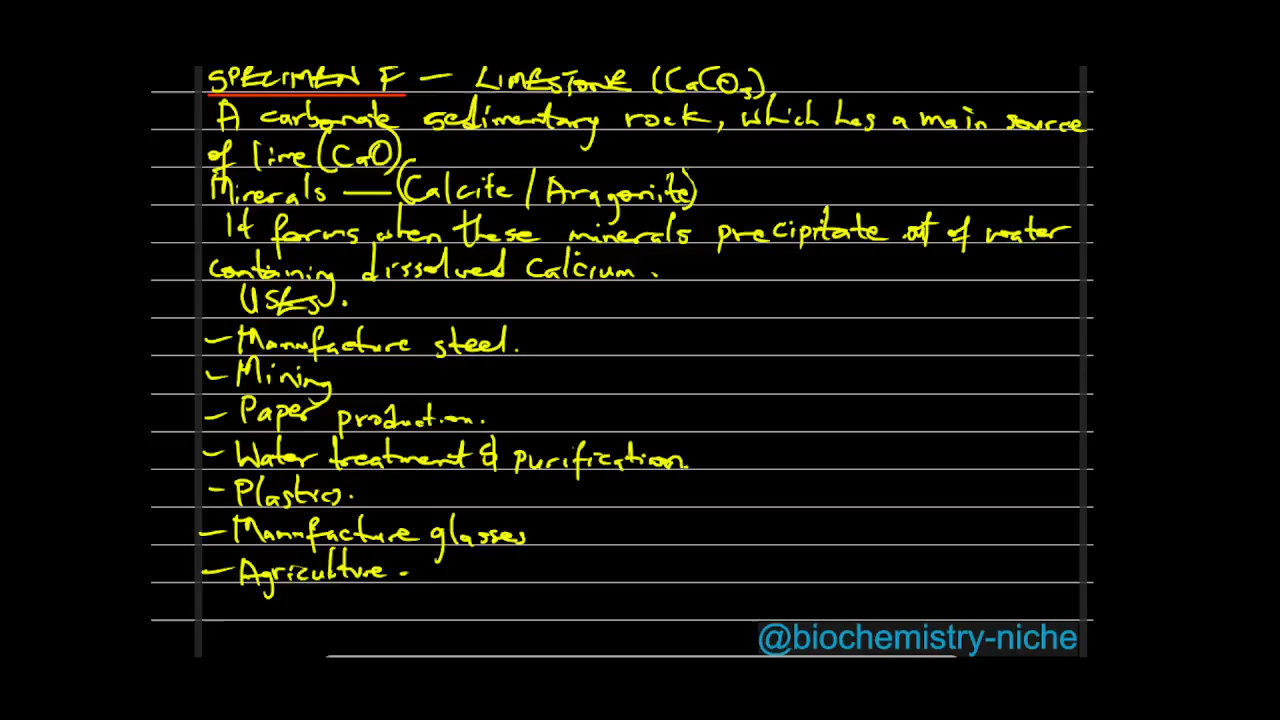 SPECIMEN F — LIMESTONE (CaCO₃)
A carbonate sedimentary rock, which has a main source
of lime (CaO)
Minerals — (Calcite / Aragonite)
It forms when these minerals precipitate out of water
containing dissolved calcium.
USES.
- Manufacture steel.
- Mining
- Paper production.
- Water treatment & purification.
- Plastics.
- Manufacture glasses
- Agriculture.
@biochemistry-niche